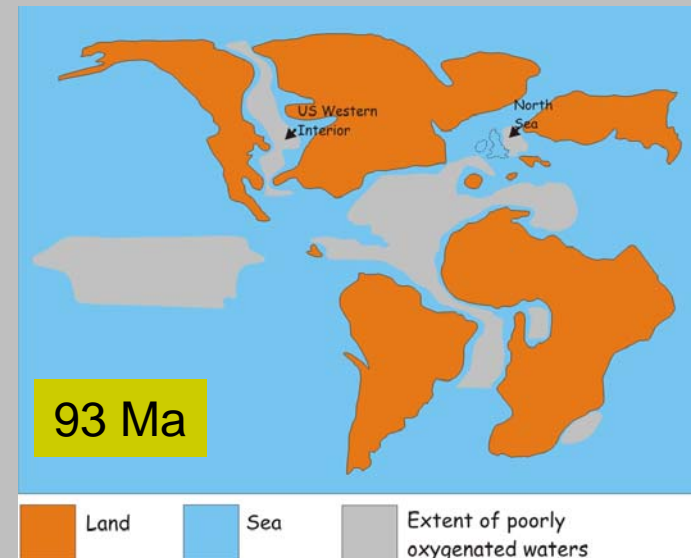 US Western
Interior
North
Sea
93 Ma
Land
Sea
Extent of poorly
oxygenated waters